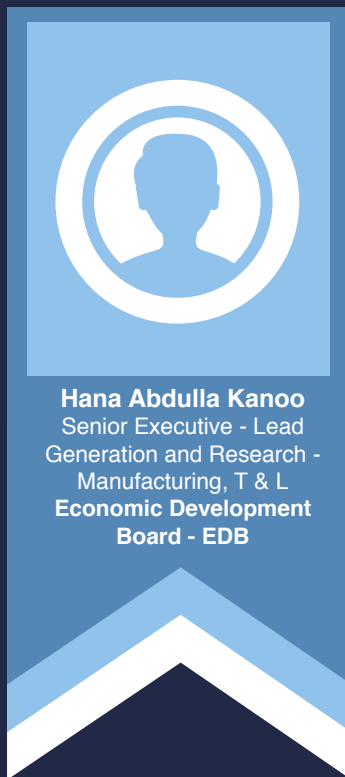 Hana Abdulla Kanoo
Senior Executive - Lead
Generation and Research -
Manufacturing, T & L
Economic Development
Board - EDB